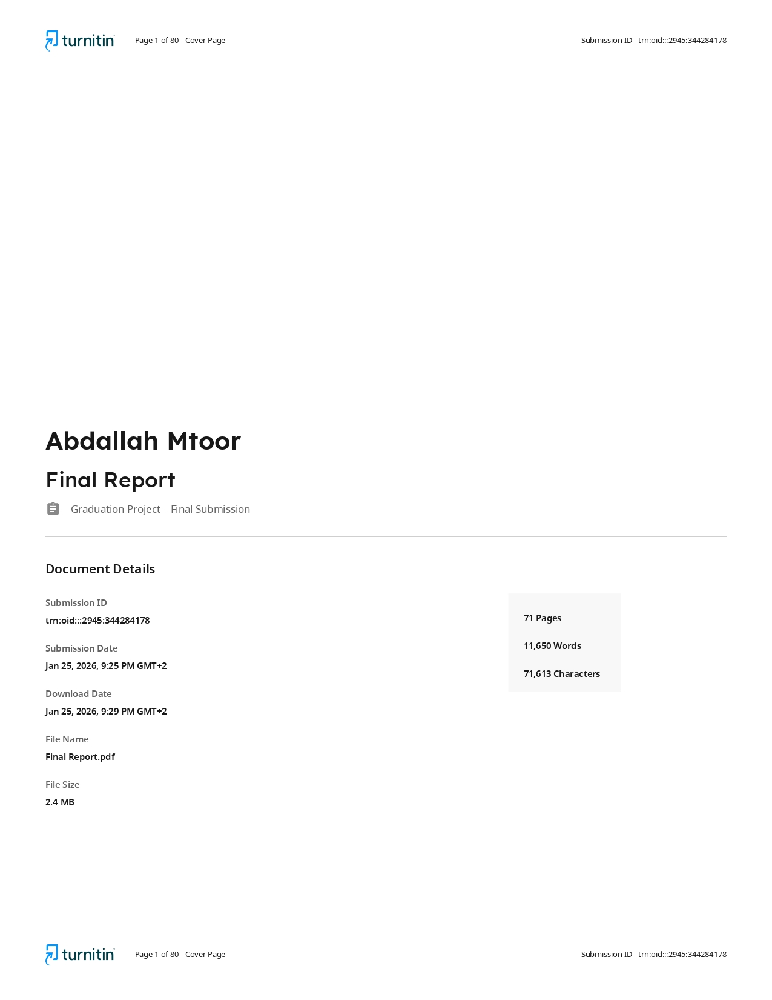 turnitin Page 1 of 80 - Cover Page Submission ID trn:oid:::2945:344284178
Abdallah Mtoor
Final Report
Graduation Project – Final Submission
Document Details
Submission ID
trn:oid:::2945:344284178
Submission Date
Jan 25, 2026, 9:25 PM GMT+2
Download Date
Jan 25, 2026, 9:29 PM GMT+2
File Name
Final Report.pdf
File Size
2.4 MB
71 Pages
11,650 Words
71,613 Characters
turnitin Page 1 of 80 - Cover Page Submission ID trn:oid:::2945:344284178